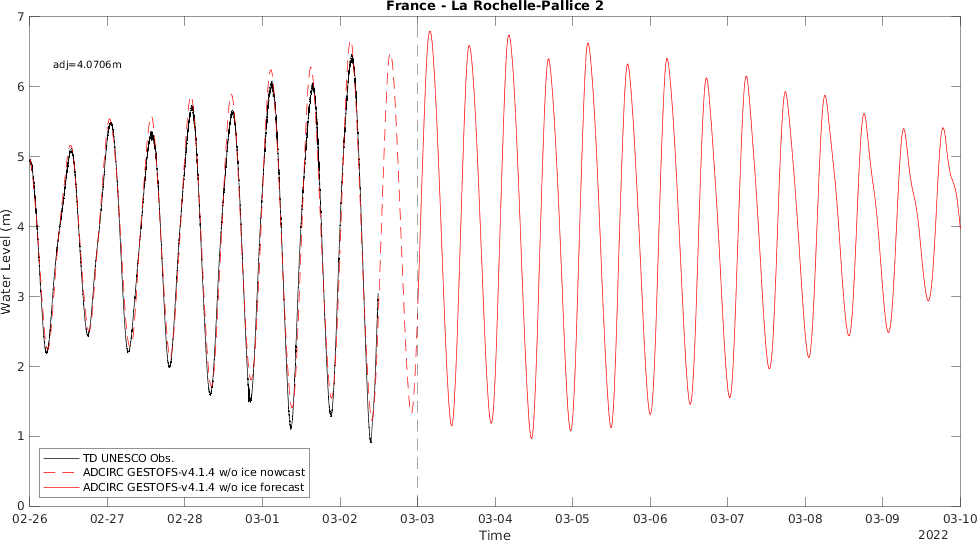 France - La Rochelle-Pallice 2
adj=4.0706m
Water Level (m)
7
6
5
4
3
2
1
0
TD UNESCO Obs.
ADCIRC GESTOFS-v4.1.4 w/o ice nowcast
ADCIRC GESTOFS-v4.1.4 w/o ice forecast
02-26 02-27 02-28 03-01 03-02 03-03 03-04 03-05 03-06 03-07 03-08 03-09 03-10
Time
2022